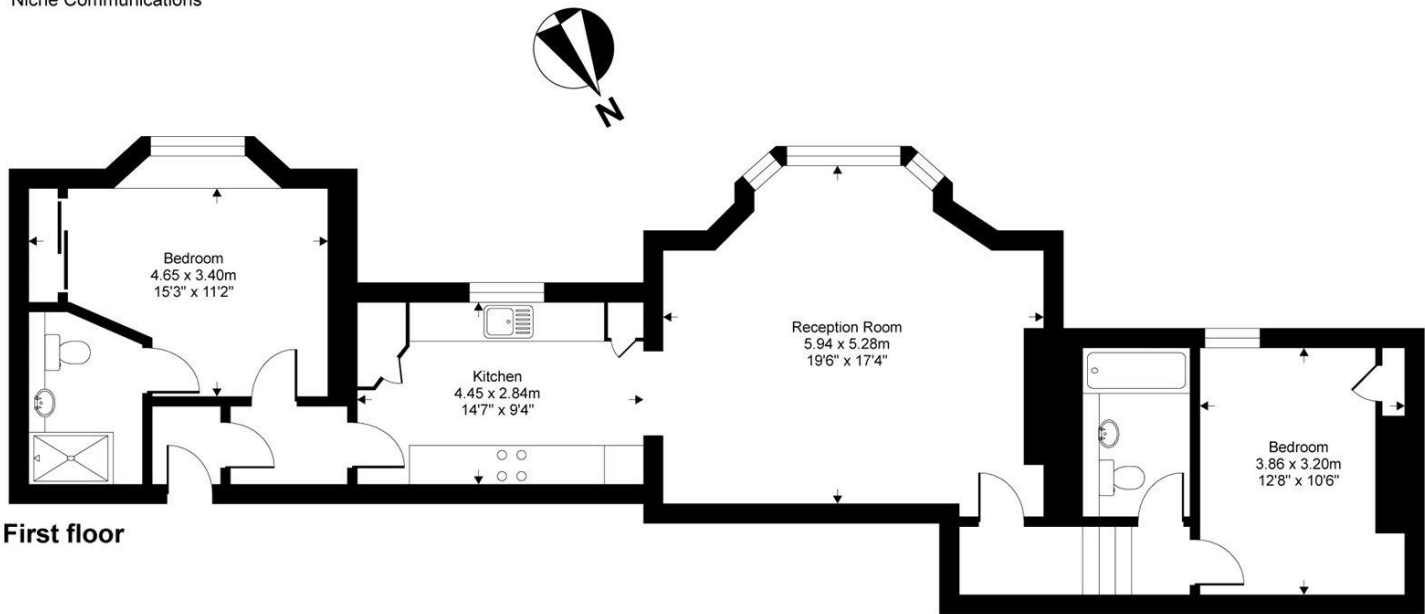 Niche Communications
N
Bedroom
4.65 x 3.40m
15'3" x 11'2"
Kitchen
4.45 x 2.84m
14'7" x 9'4"
Reception Room
5.94 x 5.28m
19'6" x 17'4"
Bedroom
3.86 x 3.20m
12'8" x 10'6"
First floor